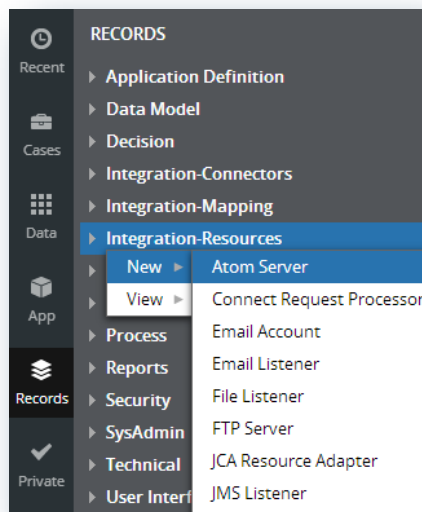 RECORDS
Recent
Application Definition
Data Model
Cases
Decision
Integration-Connectors
Integration-Mapping
Data
Integration-Resources
New
Atom Server
View
Connect Request Processor
App
Email Account
Process
Email Listener
Reports
Records
File Listener
Security
FTP Server
SysAdmin
JCA Resource Adapter
Technical
Private
JMS Listener
User Interf